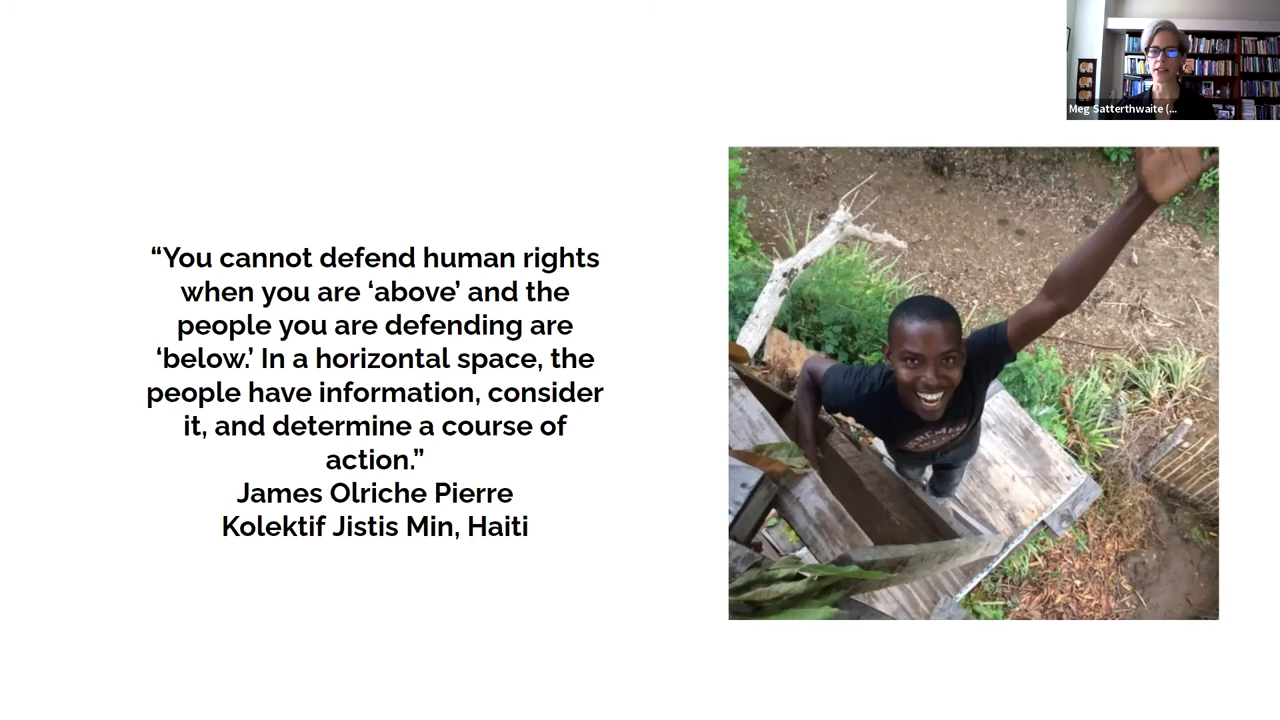 Meg Satterthwaite (...
“You cannot defend human rights
when you are ‘above’ and the
people you are defending are
‘below.’ In a horizontal space, the
people have information, consider
it, and determine a course of
action.”
James Olriche Pierre
Kolektif Jistis Min, Haiti